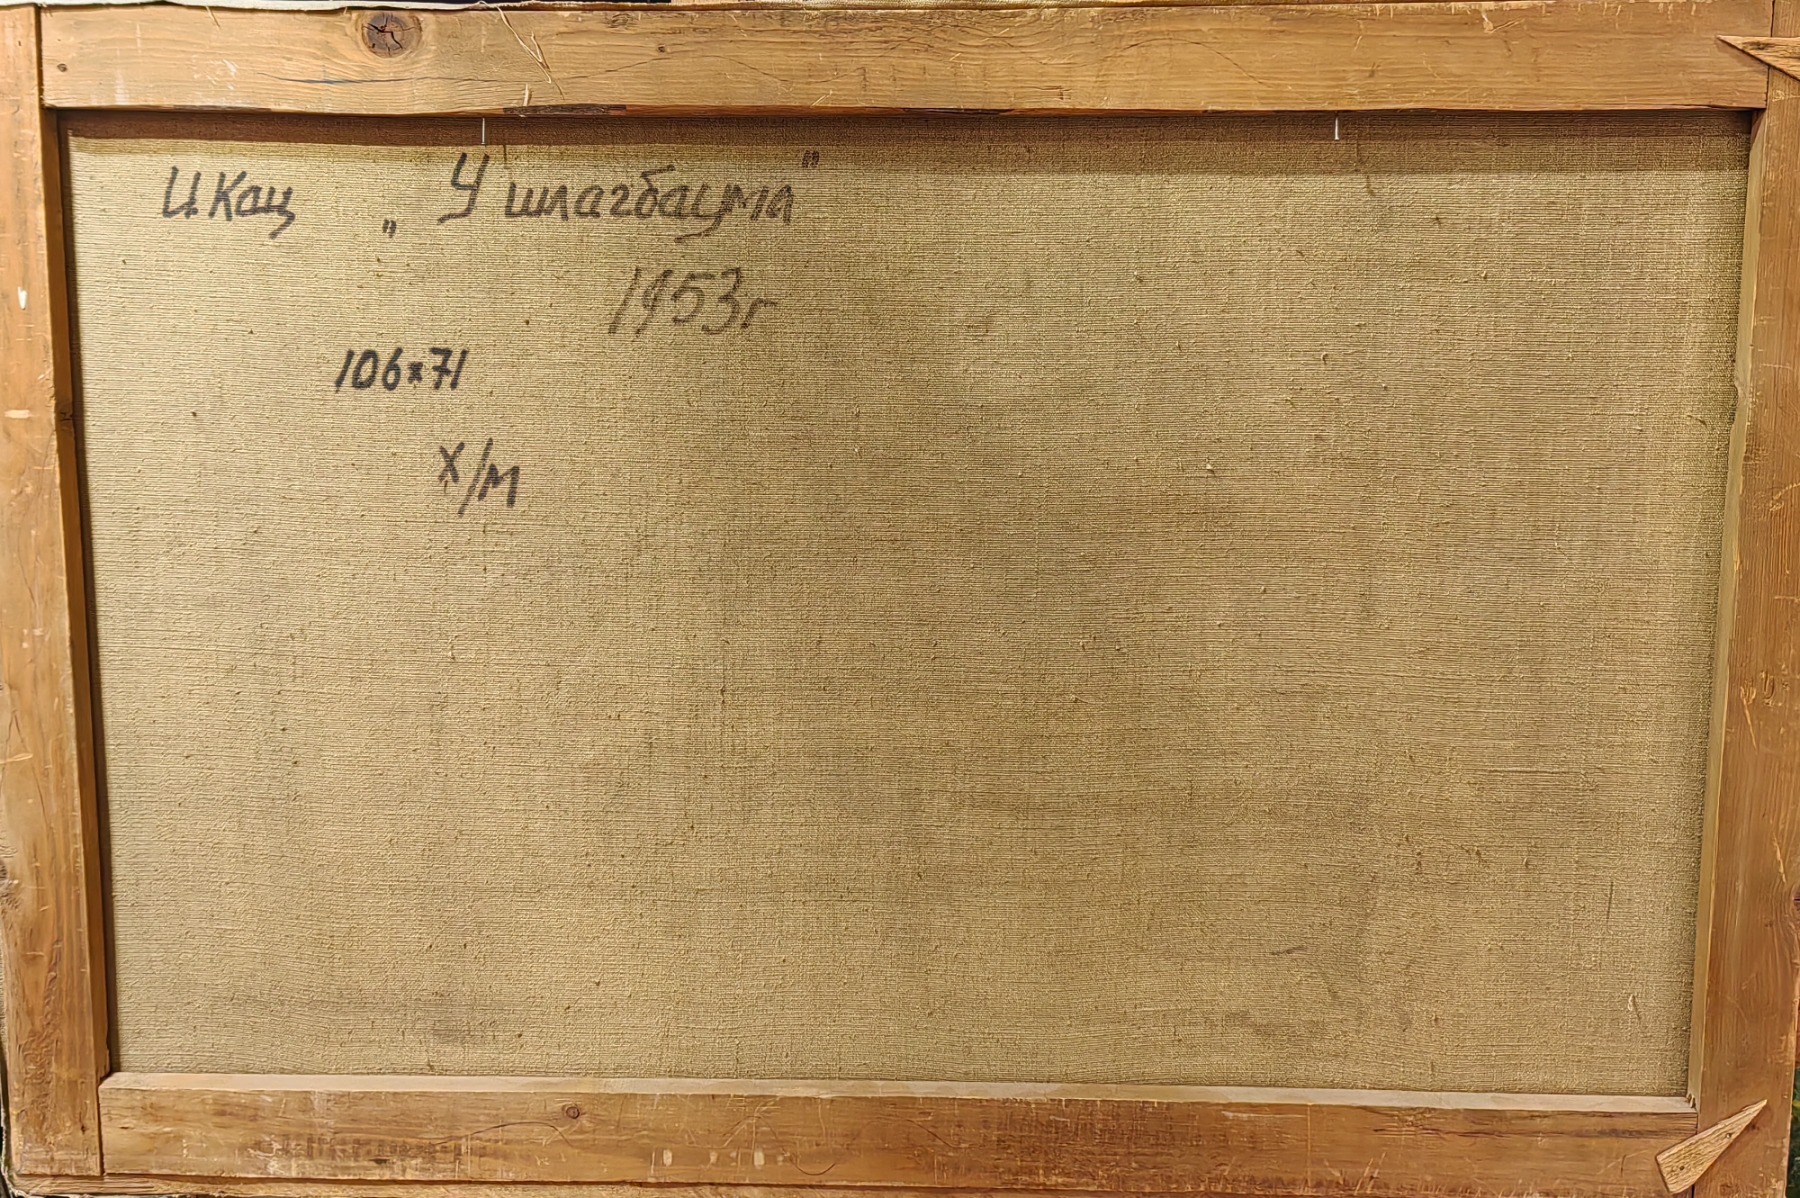 И.Кац „У шлагбаума"
1953г
106×71
Х/м